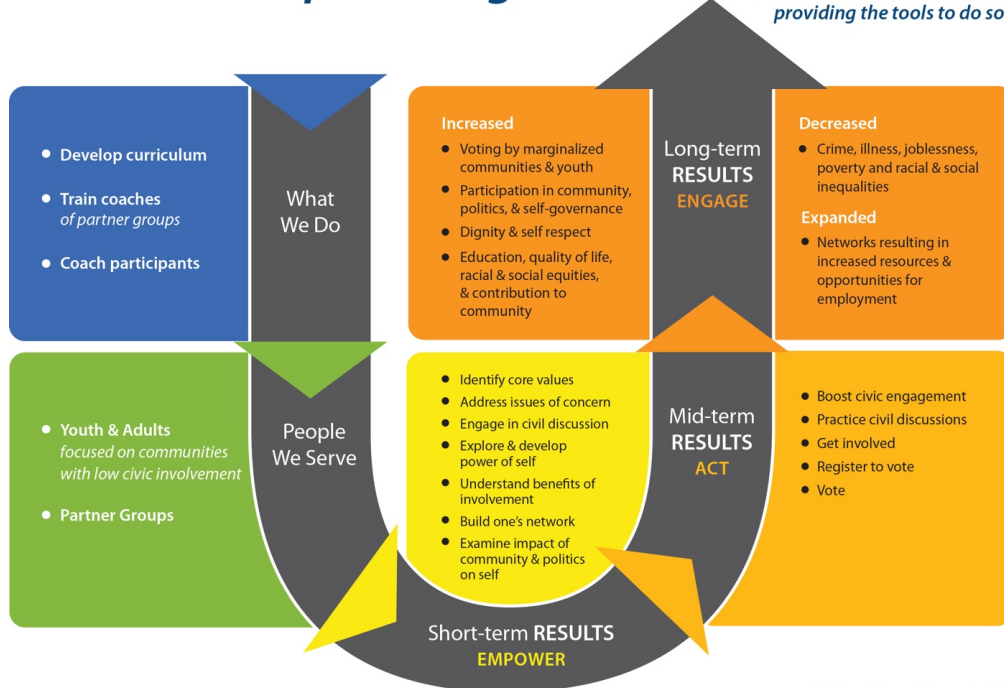 providing the tools to do so
• Develop curriculum
• Train coaches
of partner groups
• Coach participants
What
We Do
• Youth & Adults
focused on communities
with low civic involvement
• Partner Groups
People
We Serve
Short-term RESULTS
EMPOWER
• Identify core values
• Address issues of concern
• Engage in civil discussion
• Explore & develop
power of self
• Understand benefits of
involvement
• Build one's network
• Examine impact of
community & politics
on self
Mid-term
RESULTS
ACT
• Boost civic engagement
• Practice civil discussions
• Get involved
• Register to vote
• Vote
Increased
• Voting by marginalized
communities & youth
• Participation in community,
politics, & self-governance
• Dignity & self respect
• Education, quality of life,
racial & social equities,
& contribution to
community
Long-term
RESULTS
ENGAGE
Decreased
• Crime, illness, joblessness,
poverty and racial & social
inequalities
Expanded
• Networks resulting in
increased resources &
opportunities for
employment